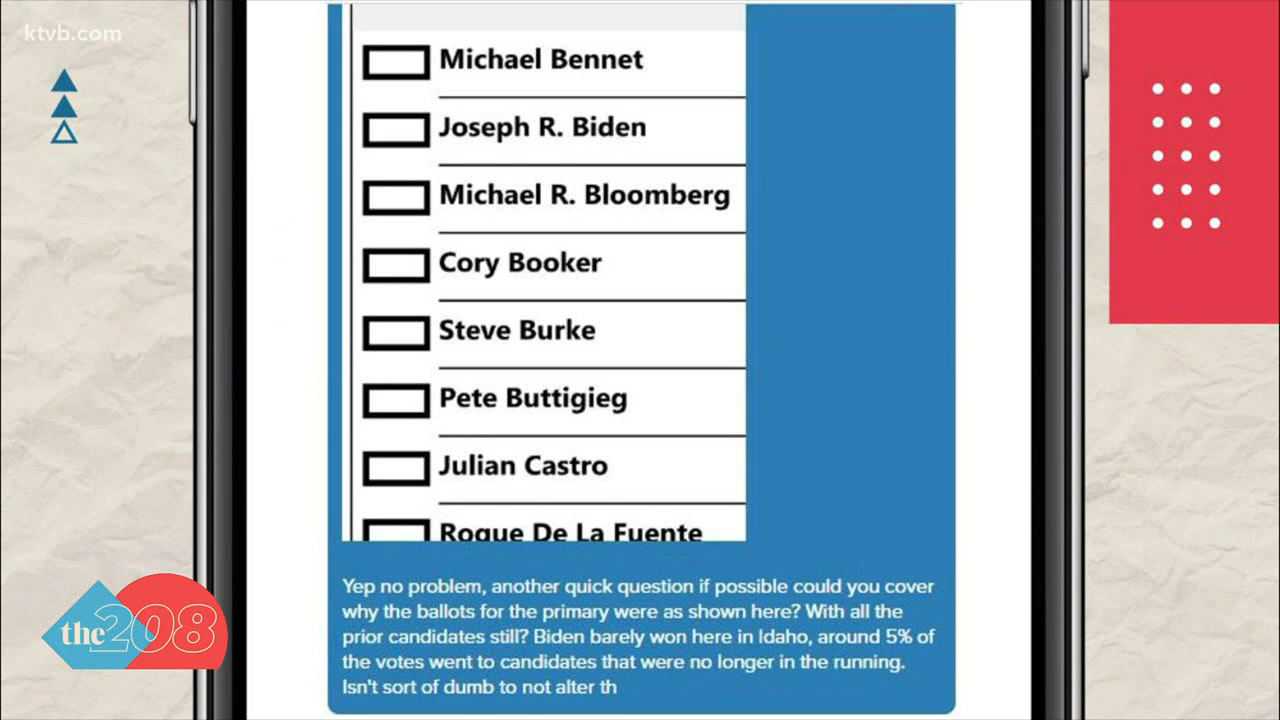 ktvb.com
Michael Bennet
Joseph R. Biden
Michael R. Bloomberg
Cory Booker
Steve Burke
Pete Buttigieg
Julian Castro
Roque De La Fuente
Yep no problem, another quick question if possible could you cover
why the ballots for the primary were as shown here? With all the
prior candidates still? Biden barely won here in Idaho, around 5% of
the votes went to candidates that were no longer in the running.
Isn't sort of dumb to not alter th
the208